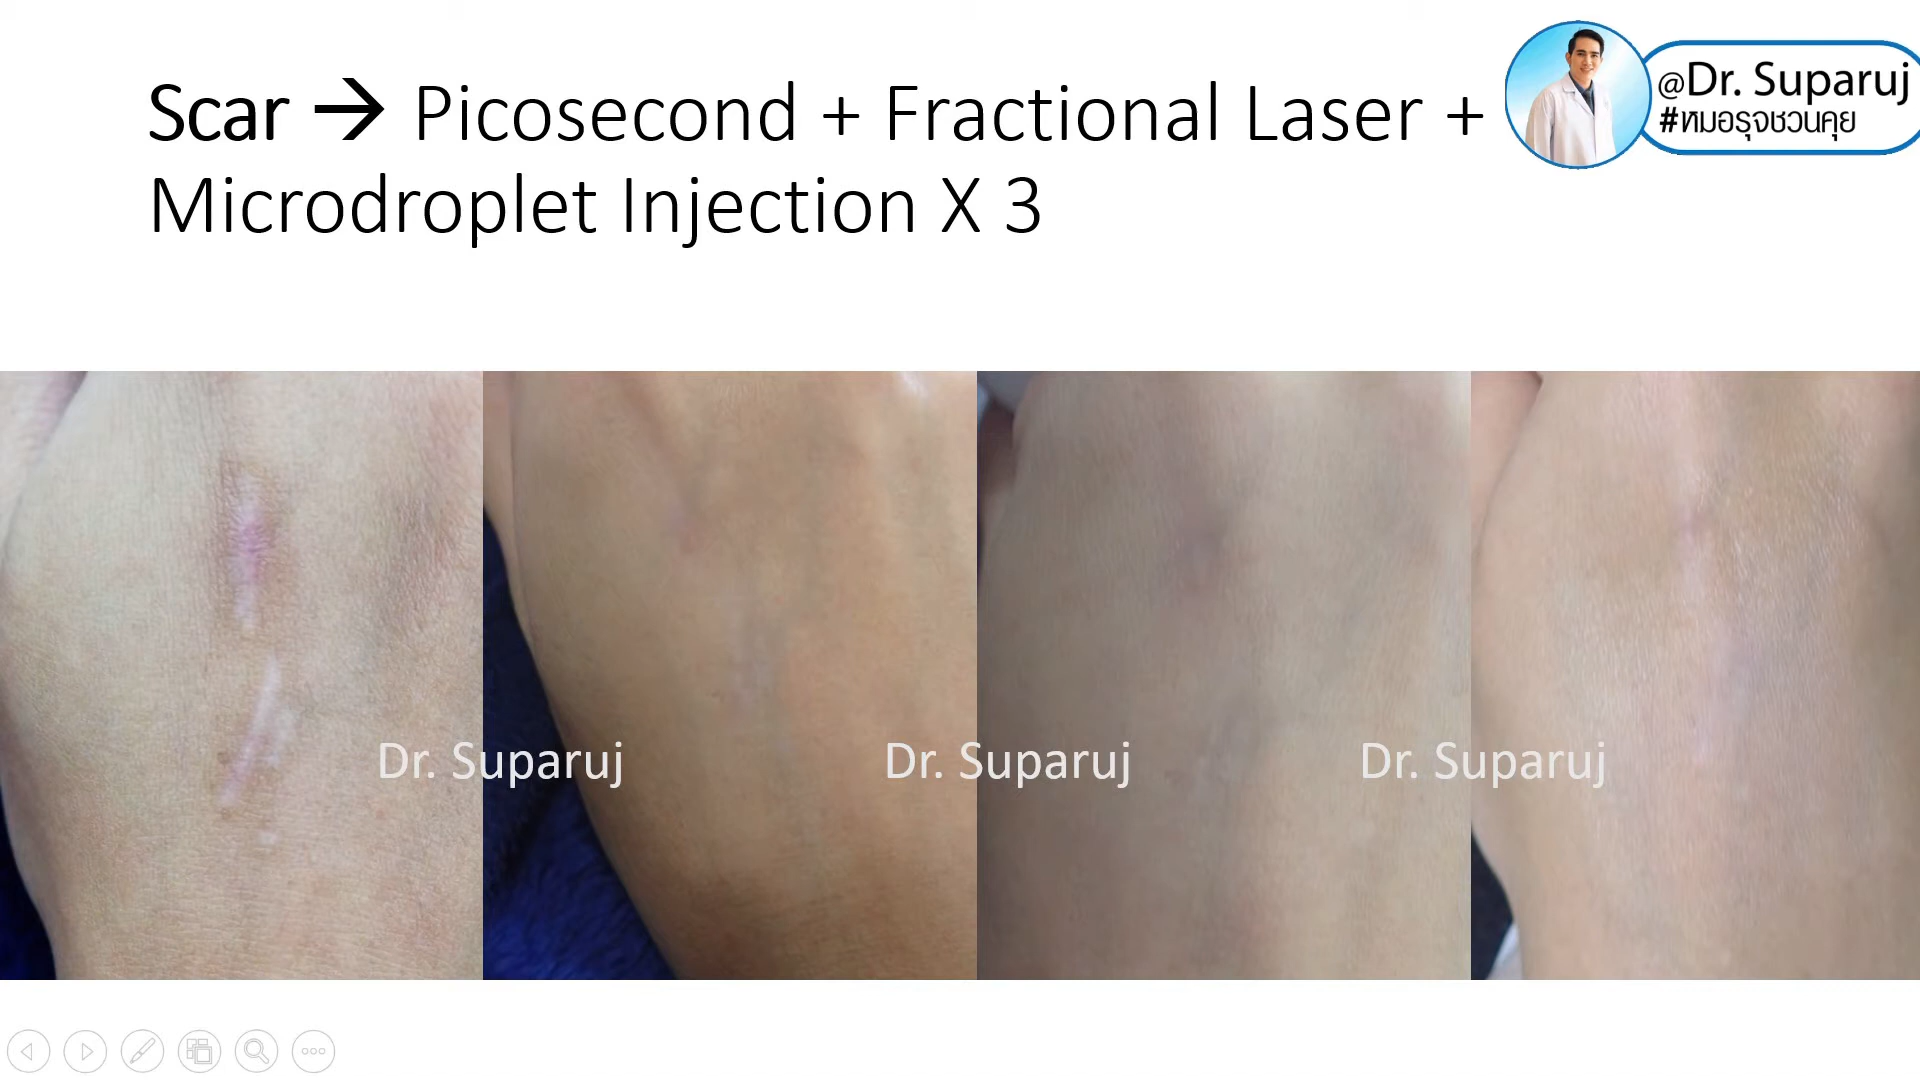 Scar → Picosecond + Fractional Laser +
Microdroplet Injection X 3
@Dr. Suparuj
#หมอรุจชวนคุย
Dr. Suparuj
Dr. Suparuj
Dr. Suparuj